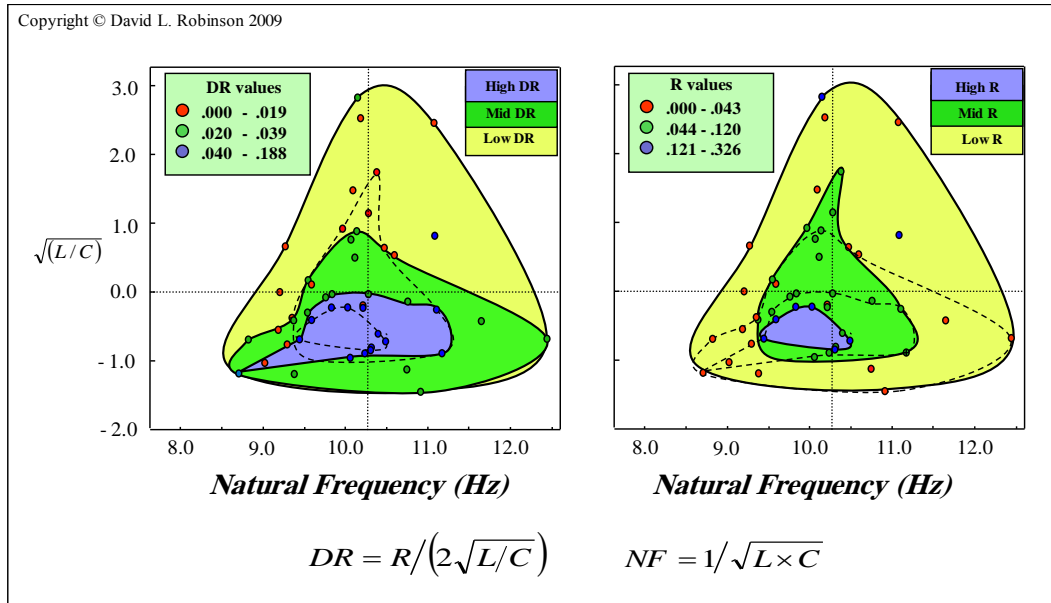 Copyright © David L. Robinson 2009
DR values
.000 - .019
.020 - .039
.040 - .188
High DR
Mid DR
Low DR
R values
.000 - .043
.044 - .120
.121 - .326
High R
Mid R
Low R
3.0
2.0
1.0
0.0
- 1.0
- 2.0
√(L/C)
8.0 9.0 10.0 11.0 12.0
8.0 9.0 10.0 11.0 12.0
Natural Frequency (Hz)
Natural Frequency (Hz)
DR = R/(2√L/C)
NF = 1/√L × C